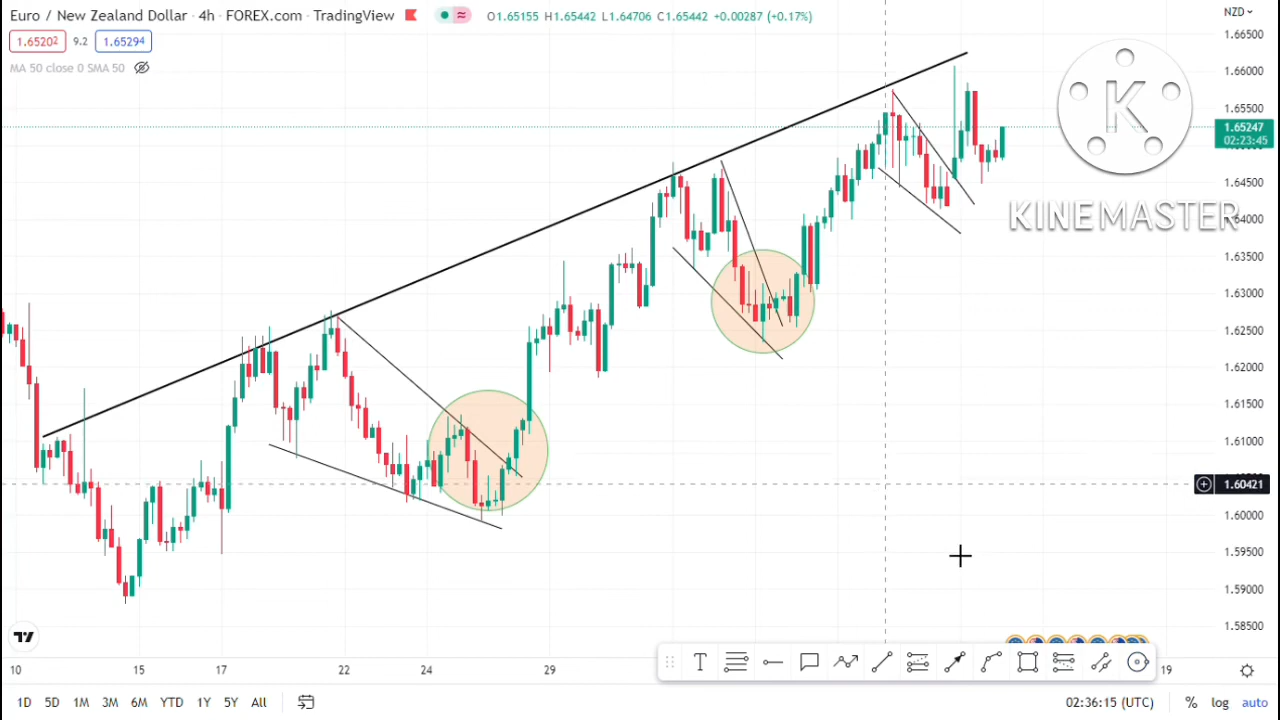 Euro / New Zealand Dollar · 4h · FOREX.com · TradingView O1.65155 H1.65442 L1.64706 C1.65442 +0.00287 (+0.17%)
NZD
1.65202 9.2 1.65294
MA 50 close 0 SMA 50
1.66500
1.66000
1.65500
1.65247
02:23:45
1.64500
1.64000
1.63500
1.63000
1.62500
1.62000
1.61500
1.61000
1.60421
1.60000
1.59500
1.59000
1.58500
K
KINEMASTER
T
10 15 17 22 24 29 19
1D 5D 1M 3M 6M YTD 1Y 5Y All 02:36:15 (UTC) % log auto